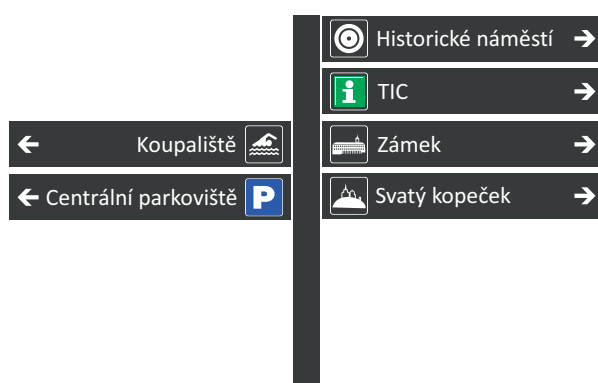 Historické náměstí
TIC
Koupaliště
Zámek
Centrální parkoviště P
Svatý kopeček